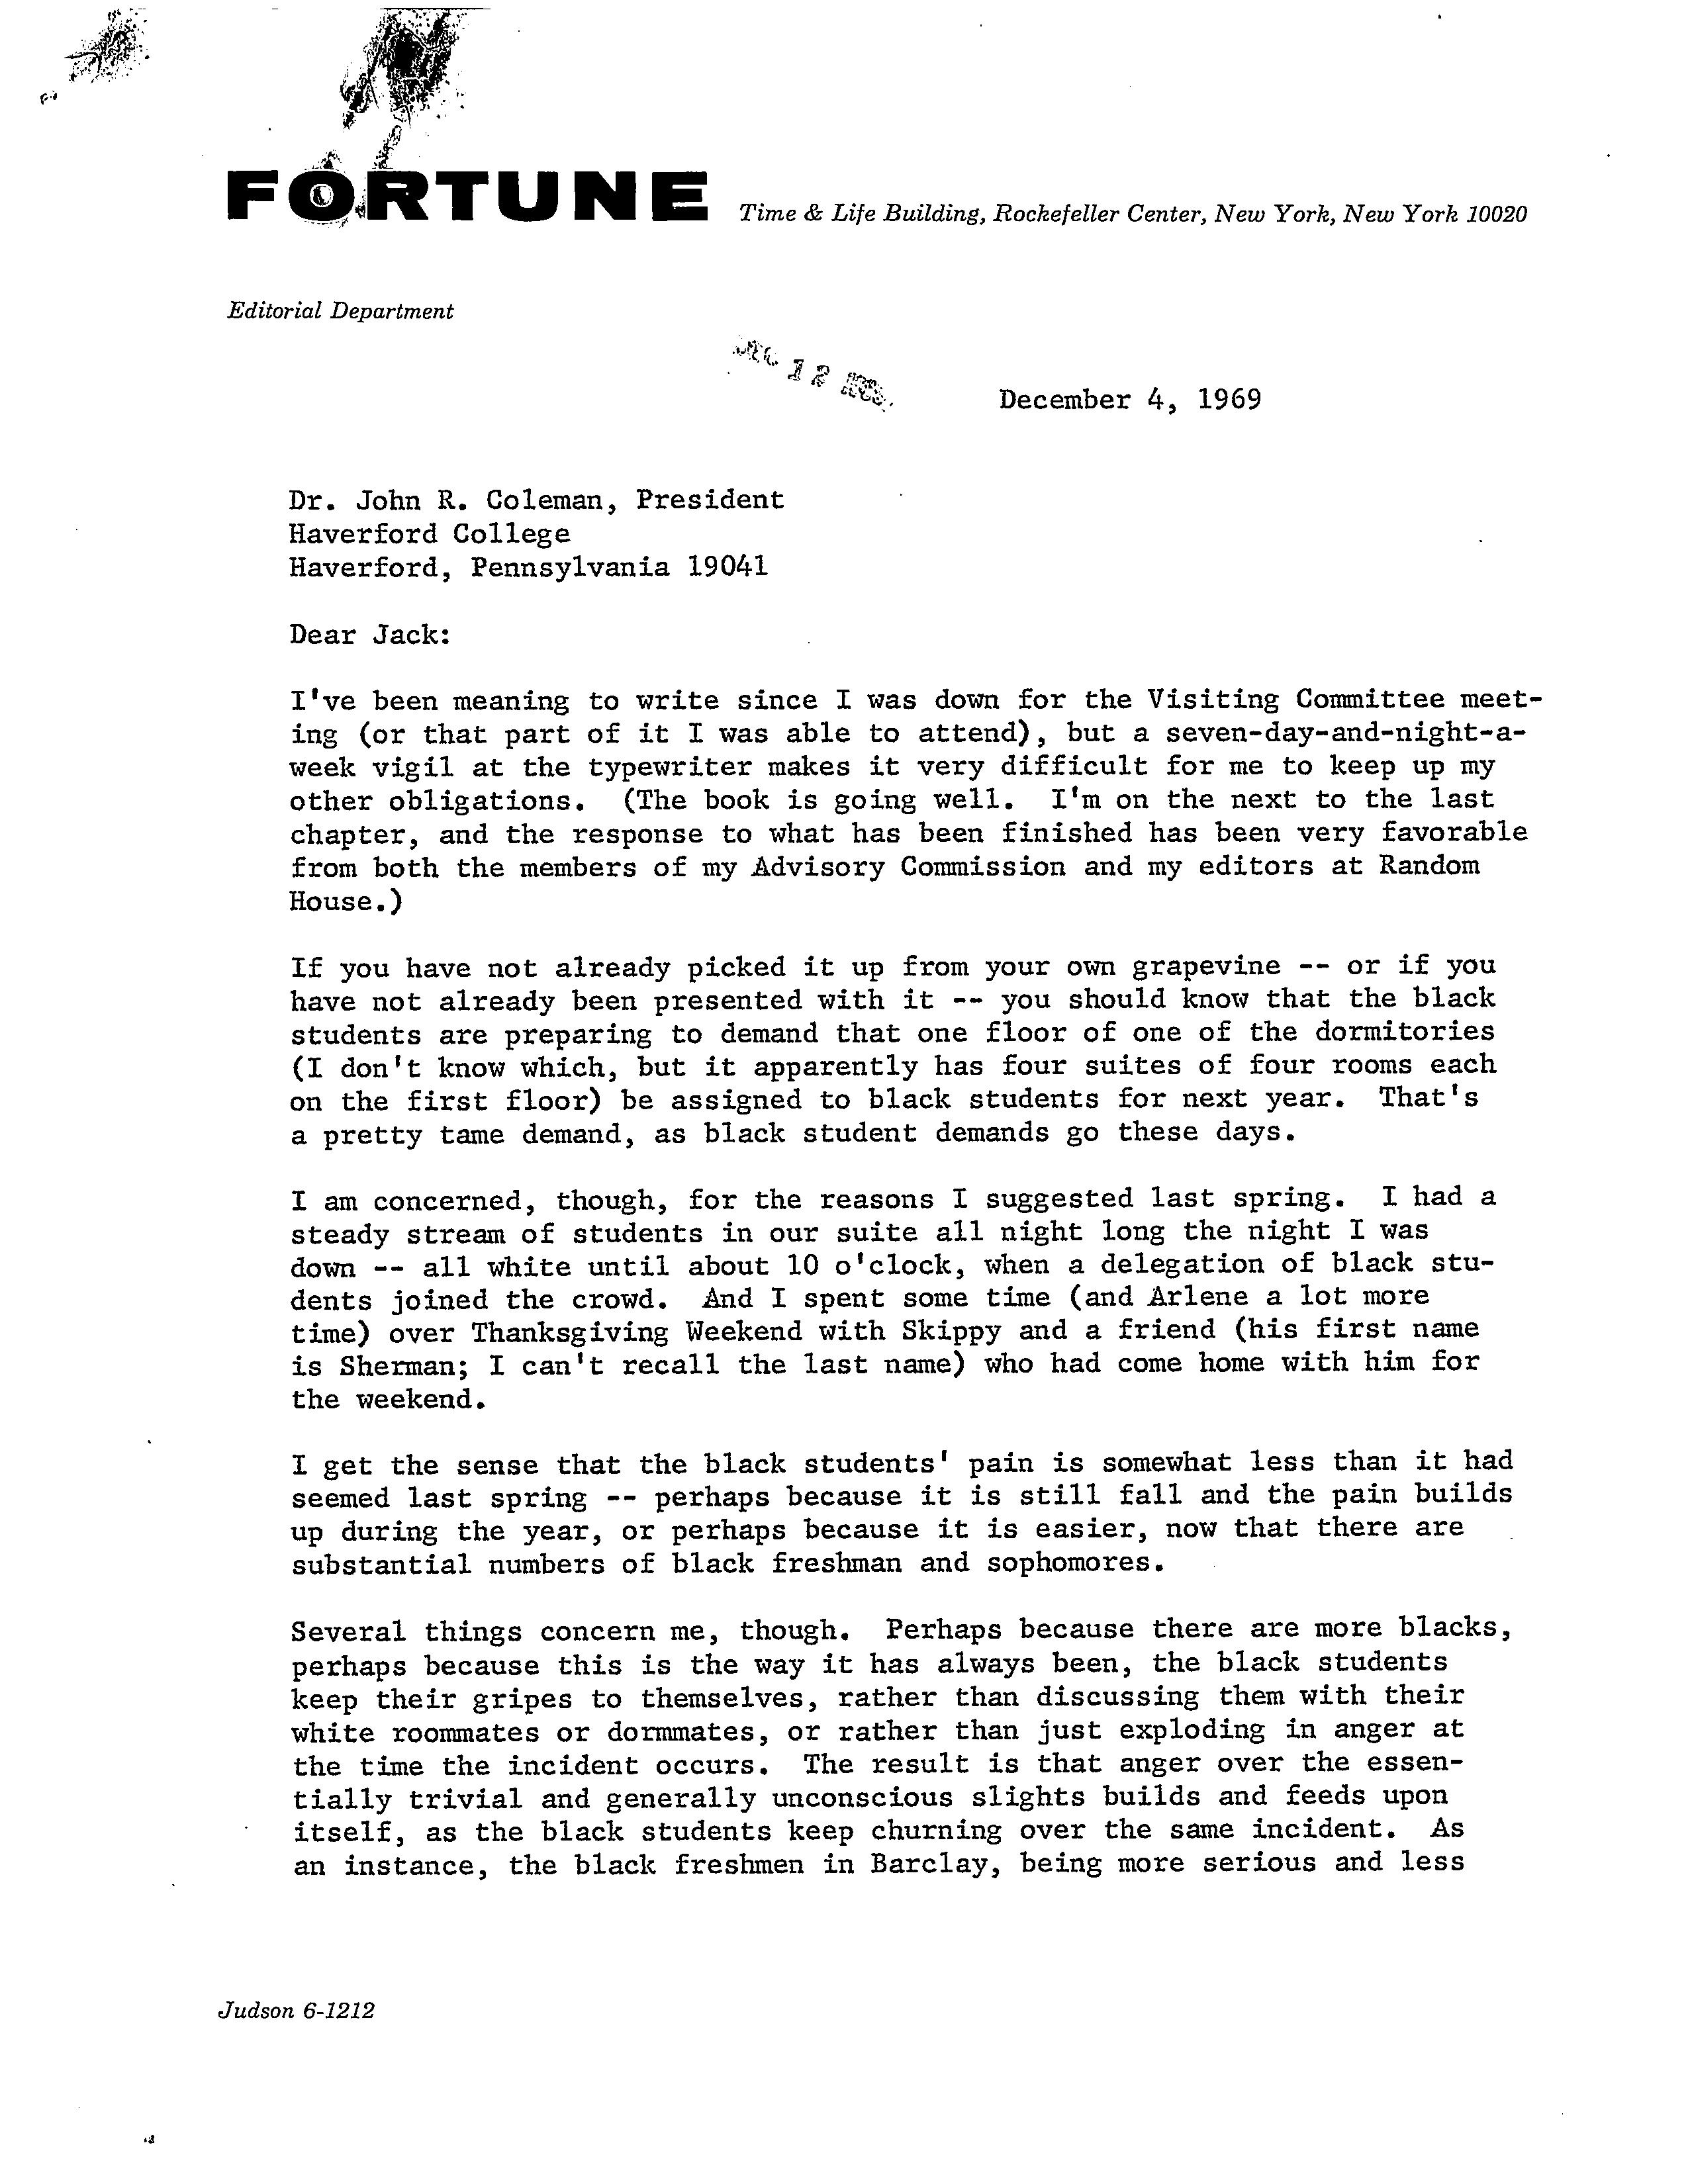 FORTUNE Time & Life Building, Rockefeller Center, New York, New York 10020
Editorial Department
12
December 4, 1969
Dr. John R. Coleman, President
Haverford College
Haverford, Pennsylvania 19041
Dear Jack:
I've been meaning to write since I was down for the Visiting Committee meet-
ing (or that part of it I was able to attend), but a seven-day-and-night-a-
week vigil at the typewriter makes it very difficult for me to keep up my
other obligations. (The book is going well. I'm on the next to the last
chapter, and the response to what has been finished has been very favorable
from both the members of my Advisory Commission and my editors at Random
House.)
If you have not already picked it up from your own grapevine -- or if you
have not already been presented with it -- you should know that the black
students are preparing to demand that one floor of one of the dormitories
(I don't know which, but it apparently has four suites of four rooms each
on the first floor) be assigned to black students for next year. That's
a pretty tame demand, as black student demands go these days.
I am concerned, though, for the reasons I suggested last spring. I had a
steady stream of students in our suite all night long the night I was
down -- all white until about 10 o'clock, when a delegation of black stu-
dents joined the crowd. And I spent some time (and Arlene a lot more
time) over Thanksgiving Weekend with Skippy and a friend (his first name
is Sherman; I can't recall the last name) who had come home with him for
the weekend.
I get the sense that the black students' pain is somewhat less than it had
seemed last spring -- perhaps because it is still fall and the pain builds
up during the year, or perhaps because it is easier, now that there are
substantial numbers of black freshman and sophomores.
Several things concern me, though. Perhaps because there are more blacks,
perhaps because this is the way it has always been, the black students
keep their gripes to themselves, rather than discussing them with their
white roommates or dormmates, or rather than just exploding in anger at
the time the incident occurs. The result is that anger over the essen-
tially trivial and generally unconscious slights builds and feeds upon
itself, as the black students keep churning over the same incident. As
an instance, the black freshmen in Barclay, being more serious and less
Judson 6-1212